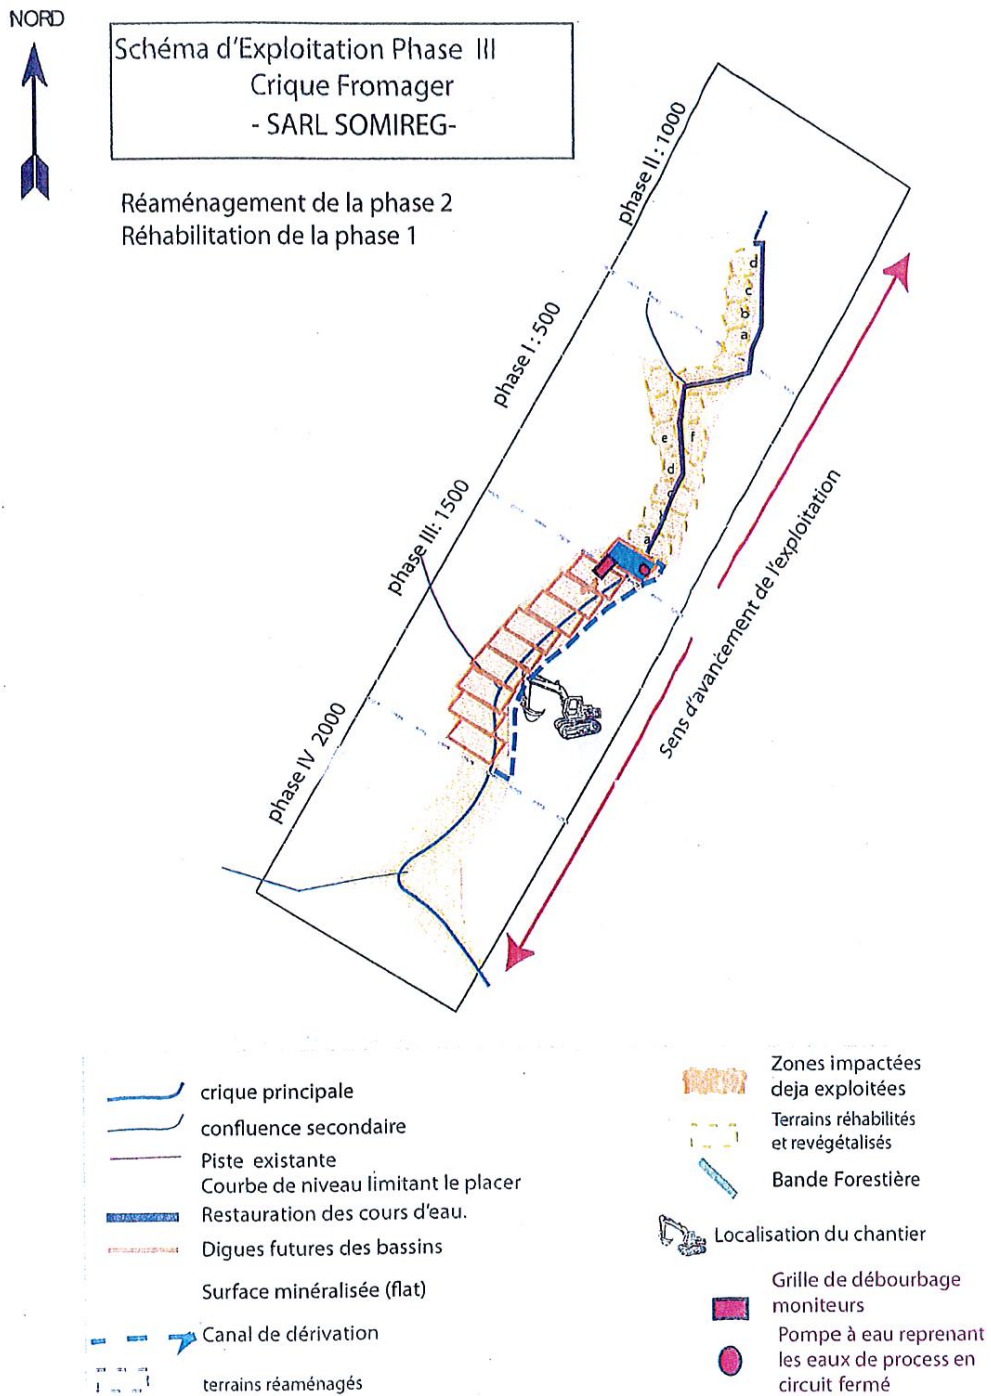 NORD
Schéma d'Exploitation Phase III
Crique Fromager
- SARL SOMIREG-
Réaménagement de la phase 2
Réhabilitation de la phase 1
phase II : 1000
phase I : 500
phase III: 1500
phase IV 2000
d
c
b
a
e
f
d
c
a
Sens d'avancement de l'exploitation
crique principale
confluence secondaire
Piste existante
Courbe de niveau limitant le placer
Restauration des cours d'eau.
Digues futures des bassins
Surface minéralisée (flat)
Canal de dérivation
terrains réaménagés
Zones impactées
deja exploitées
Terrains réhabilités
et revégétalisés
Bande Forestière
Localisation du chantier
Grille de débourbage
moniteurs
Pompe à eau reprenant
les eaux de process en
circuit fermé